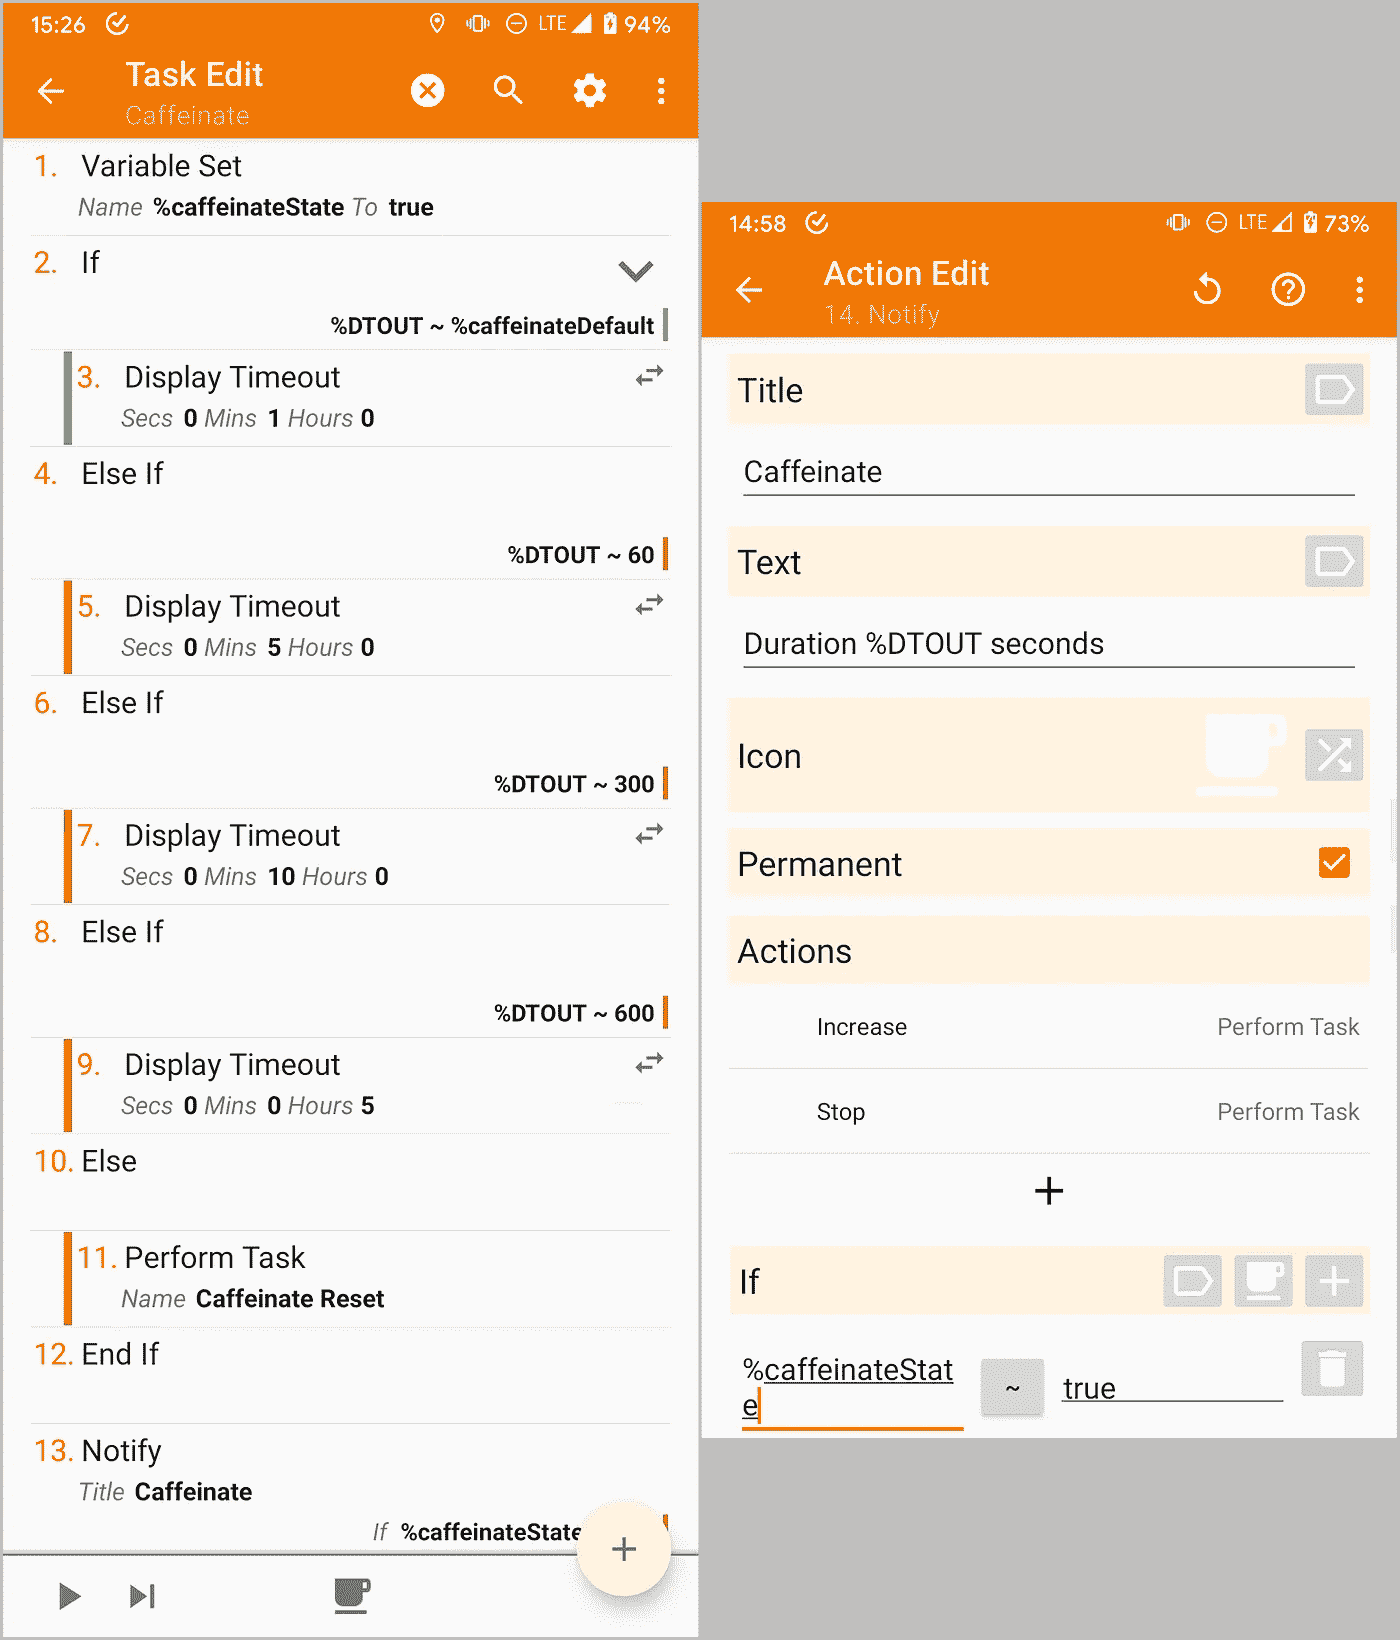 15:26 LTE 94%
Task Edit
Caffeinate
1. Variable Set
Name %caffeinateState To true
2. If
%DTOUT ~ %caffeinateDefault
3. Display Timeout
Secs 0 Mins 1 Hours 0
4. Else If
%DTOUT ~ 60
5. Display Timeout
Secs 0 Mins 5 Hours 0
6. Else If
%DTOUT ~ 300
7. Display Timeout
Secs 0 Mins 10 Hours 0
8. Else If
%DTOUT ~ 600
9. Display Timeout
Secs 0 Mins 0 Hours 5
10. Else
11. Perform Task
Name Caffeinate Reset
12. End If
13. Notify
Title Caffeinate
If %caffeinateState
14:58 LTE 73%
Action Edit
14. Notify
Title
Caffeinate
Text
Duration %DTOUT seconds
Icon
Permanent
Actions
Increase Perform Task
Stop Perform Task
If
%caffeinateStat
e ~ true